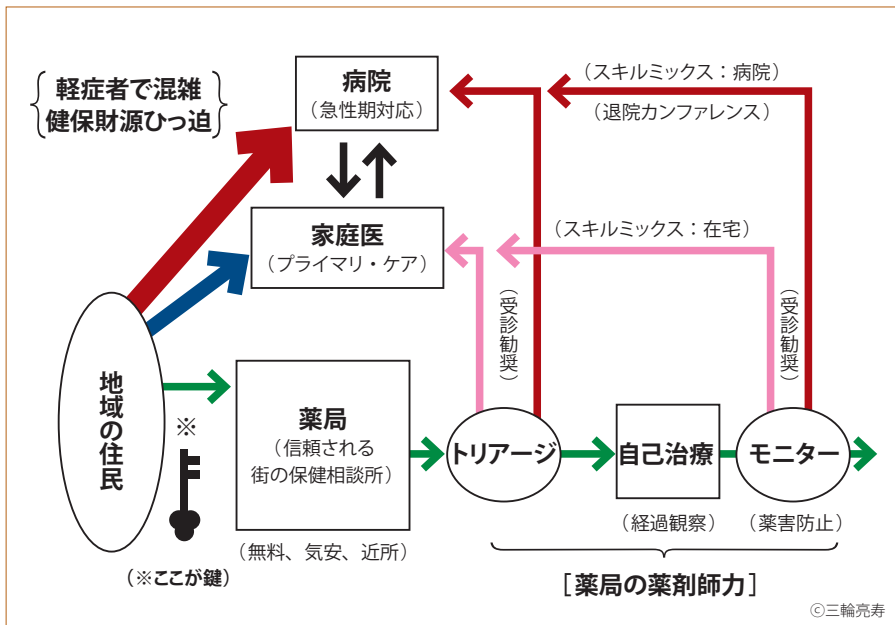 軽症者で混雑
健保財源ひっ迫
病院
（急性期対応）
（スキルミックス：病院）
（退院カンファレンス）
家庭医
（プライマリ・ケア）
（スキルミックス：在宅）
（受診勧奨）
（受診勧奨）
地域の住民
※
（※ここが鍵）
薬局
（信頼される
街の保健相談所）
（無料、気安、近所）
トリアージ
自己治療
（経過観察）
モニター
（薬害防止）
［薬局の薬剤師力］
©三輪亮寿